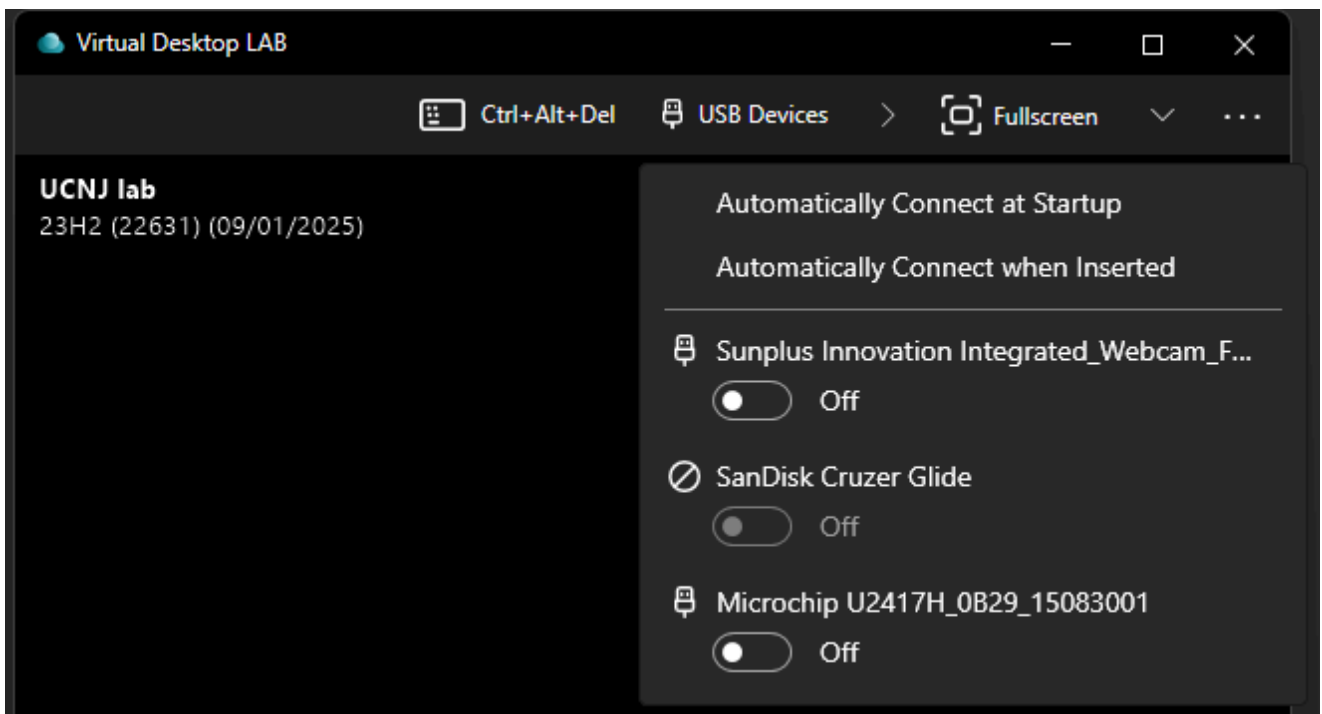 Virtual Desktop LAB
Ctrl+Alt+Del USB Devices Fullscreen
UCNJ lab
23H2 (22631) (09/01/2025)
Automatically Connect at Startup
Automatically Connect when Inserted
Sunplus Innovation Integrated_Webcam_F...
Off
SanDisk Cruzer Glide
Off
Microchip U2417H_0B29_15083001
Off